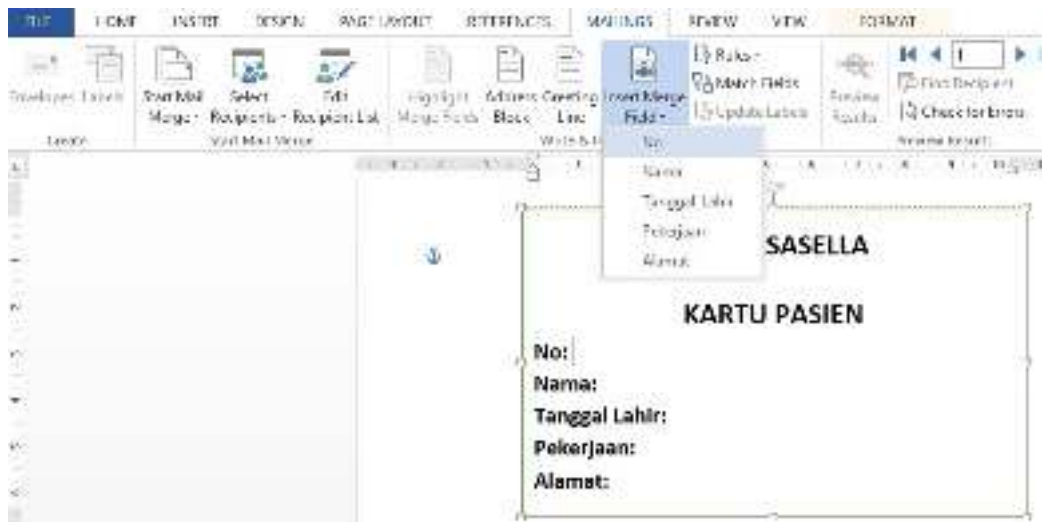 FILE HOME INSERT DESIGN PAGE LAYOUT REFERENCES MAILINGS REVIEW VIEW FORMAT
Envelopes Labels
Start Mail Merge
Select Recipients
Edit Recipient List
Highlight Merge Fields
Address Block
Greeting Line
Insert Merge Field
Rules
Match Fields
Update Labels
Preview Results
1
Find Recipient
Check for Errors
Create
Start Mail Merge
Write &
Preview Results
No
Nama
Tanggal Lahir
Pekerjaan
Alamat
SASELLA
KARTU PASIEN
No:
Nama:
Tanggal Lahir:
Pekerjaan:
Alamat: